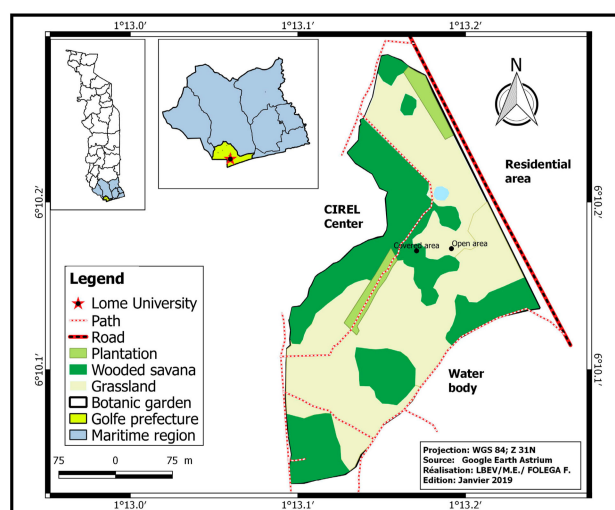 1°13.0' 1°13.1' 1°13.2'
N
Residential
area
6°10.2' 6°10.2'
CIREL
Center
Covered area Open area
Legend
Lome University
Path
Road
Plantation
Wooded savana
Grassland
Botanic garden
Golfe prefecture
Maritime region
6°10.1' 6°10.1'
Water
body
75 0 75 m
Projection: WGS 84; Z 31N
Source: Google Earth Astrium
Réalisation: LBEV/M.E./ FOLEGA F.
Edition: Janvier 2019
1°13.0' 1°13.1' 1°13.2'